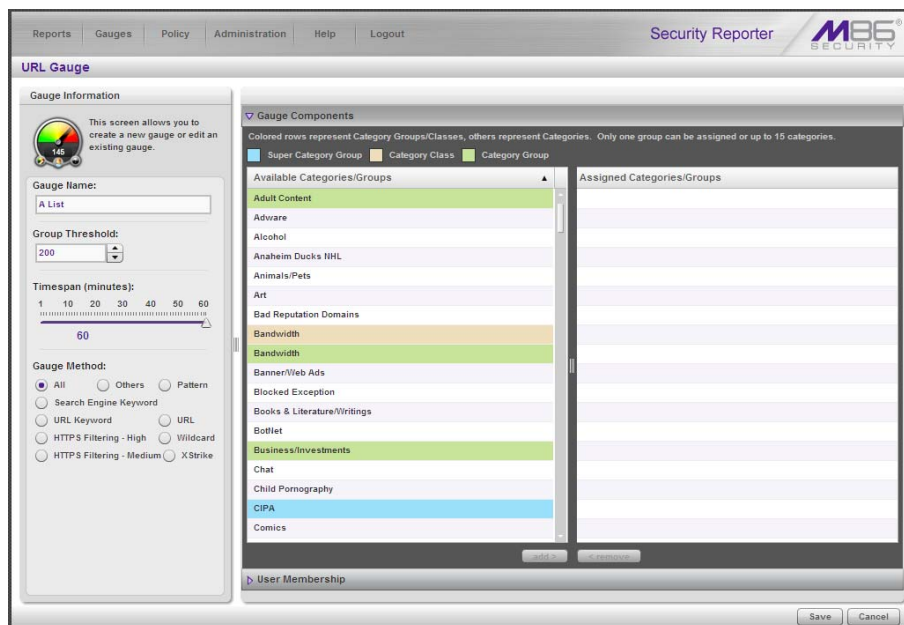 Reports Gauges Policy Administration Help Logout
Security Reporter
M86
SECURITY
URL Gauge
Gauge Information
This screen allows you to
create a new gauge or edit an
existing gauge.
145
Gauge Name:
A List
Group Threshold:
200
Timespan (minutes):
1 10 20 30 40 50 60
60
Gauge Method:
All Others Pattern
Search Engine Keyword
URL Keyword URL
HTTPS Filtering - High Wildcard
HTTPS Filtering - Medium XStrike
Gauge Components
Colored rows represent Category Groups/Classes, others represent Categories. Only one group can be assigned or up to 15 categories.
Super Category Group Category Class Category Group
Available Categories/Groups
Adult Content
Adware
Alcohol
Anaheim Ducks NHL
Animals/Pets
Art
Bad Reputation Domains
Bandwidth
Bandwidth
Banner/Web Ads
Blocked Exception
Books & Literature/Writings
BotNet
Business/Investments
Chat
Child Pornography
CIPA
Comics
Assigned Categories/Groups
add > < remove
User Membership
Save Cancel